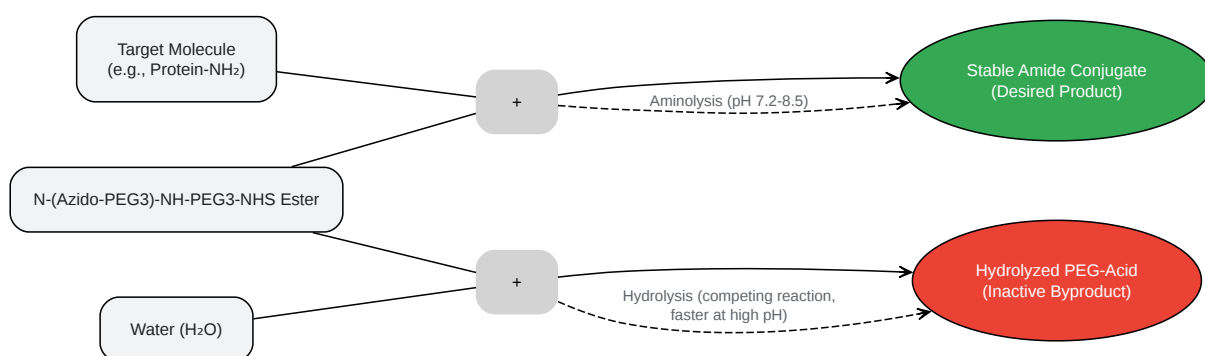 Target Molecule
(e.g., Protein-NH₂)
+
Aminolysis (pH 7.2-8.5)
Stable Amide Conjugate
(Desired Product)
N-(Azido-PEG3)-NH-PEG3-NHS Ester
+
Hydrolysis (competing reaction,
faster at high pH)
Hydrolyzed PEG-Acid
(Inactive Byproduct)
Water (H₂O)